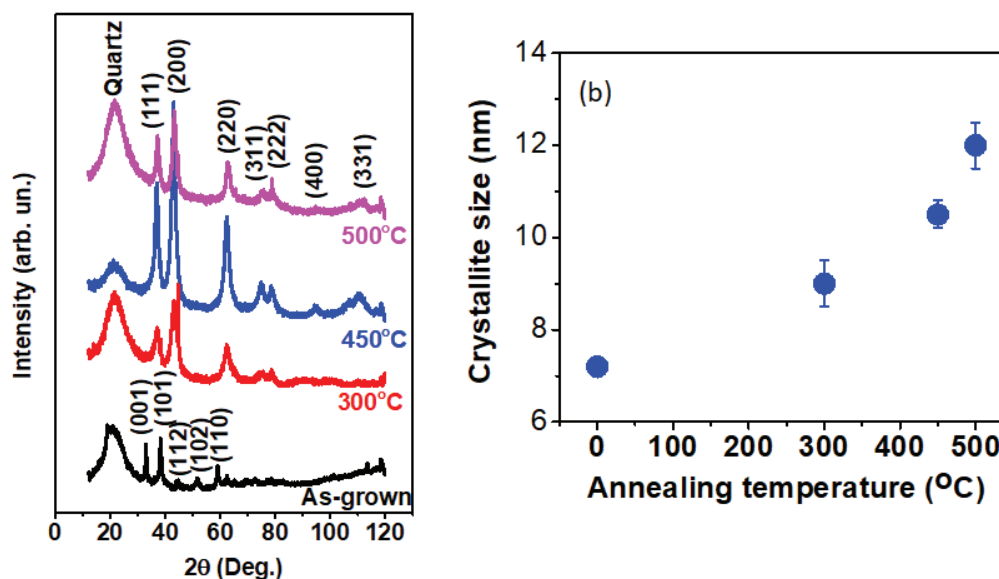 Quartz
(111)
(200)
(220)
(311)
(222)
(400)
(331)
500°C
450°C
300°C
(001)
(101)
(112)
(102)
(110)
As-grown
Intensity (arb. un.)
0 20 40 60 80 100 120
2θ (Deg.)
(b)
Crystallite size (nm)
14
12
10
8
6
0 100 200 300 400 500
Annealing temperature (°C)